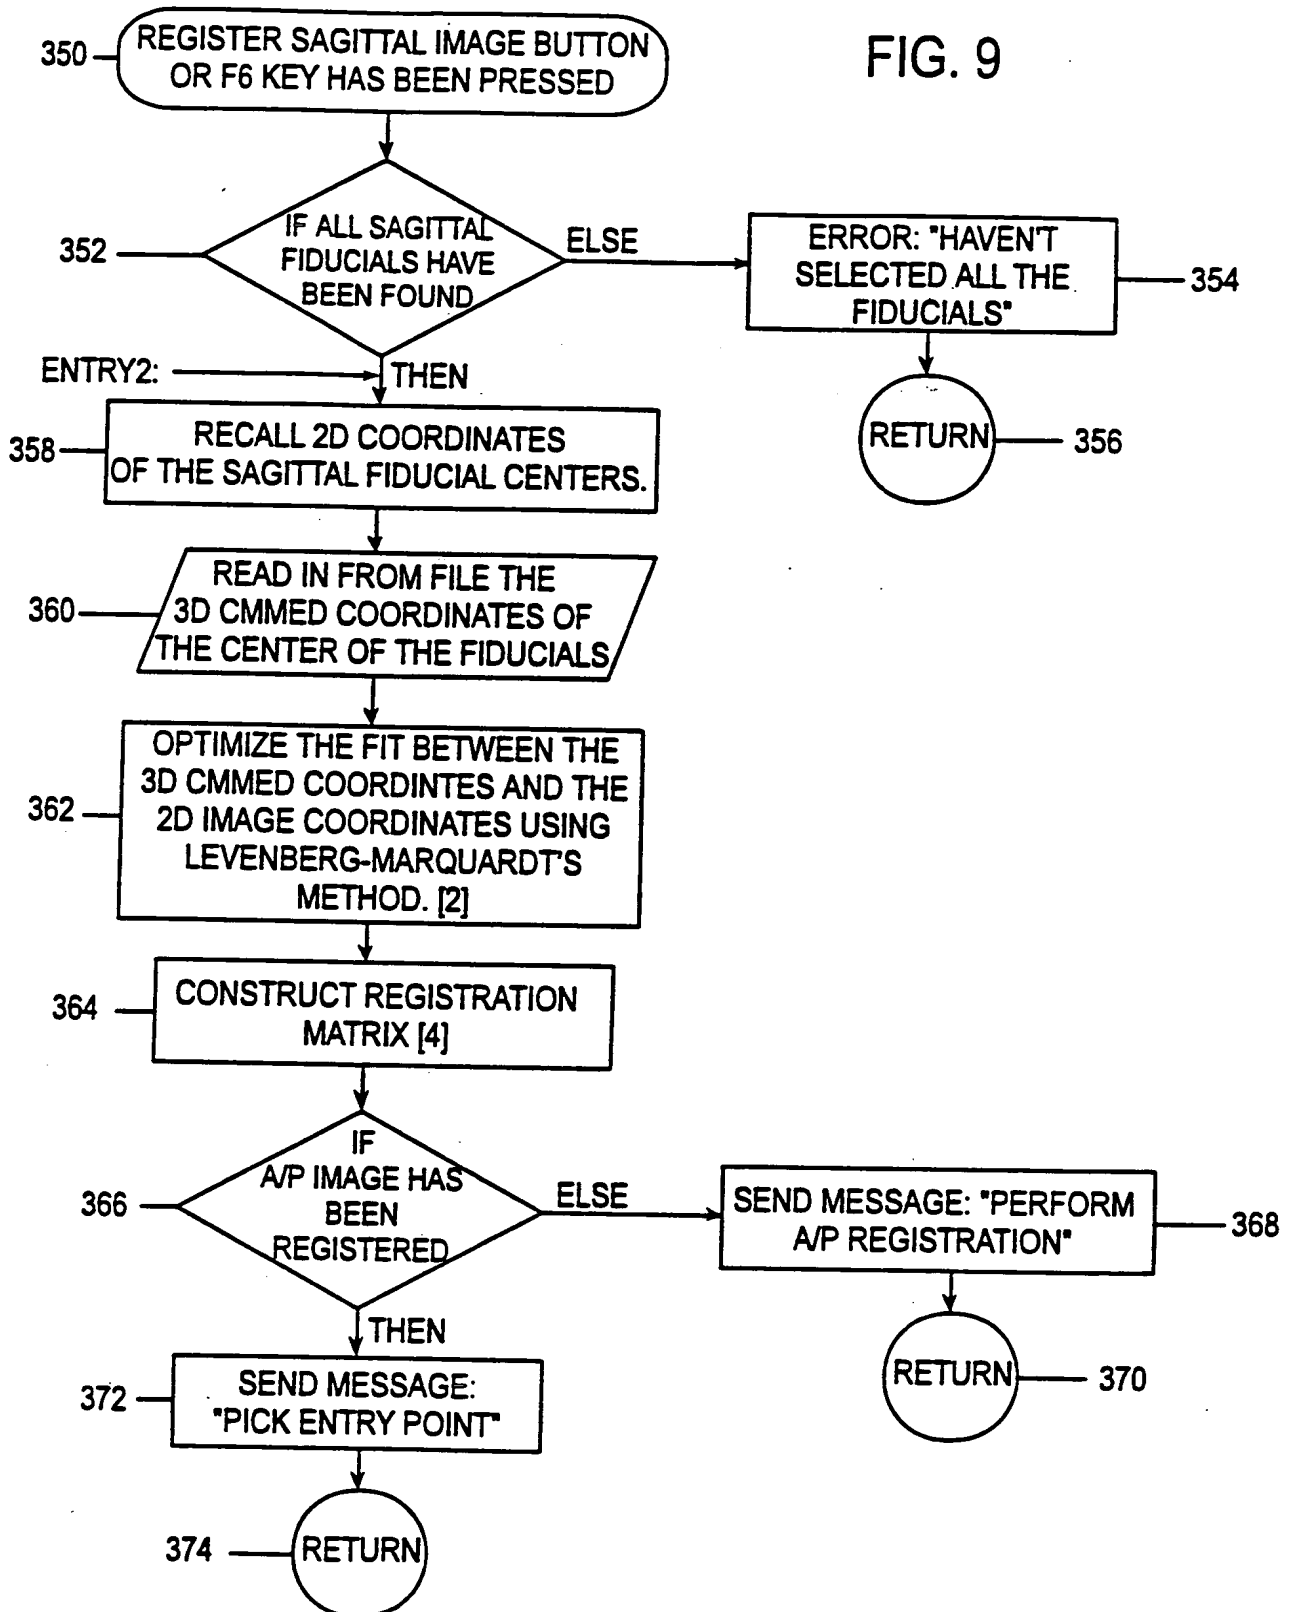 FIG. 9
350
REGISTER SAGITTAL IMAGE BUTTON
OR F6 KEY HAS BEEN PRESSED
352
IF ALL SAGITTAL
FIDUCIALS HAVE
BEEN FOUND
ELSE
ERROR: "HAVEN'T
SELECTED ALL THE
FIDUCIALS"
354
RETURN
356
ENTRY2:
THEN
358
RECALL 2D COORDINATES
OF THE SAGITTAL FIDUCIAL CENTERS.
360
READ IN FROM FILE THE
3D CMMED COORDINATES OF
THE CENTER OF THE FIDUCIALS
362
OPTIMIZE THE FIT BETWEEN THE
3D CMMED COORDINTES AND THE
2D IMAGE COORDINATES USING
LEVENBERG-MARQUARDT'S
METHOD. [2]
364
CONSTRUCT REGISTRATION
MATRIX [4]
366
IF
A/P IMAGE HAS
BEEN
REGISTERED
ELSE
SEND MESSAGE: "PERFORM
A/P REGISTRATION"
368
RETURN
370
THEN
372
SEND MESSAGE:
"PICK ENTRY POINT"
374
RETURN